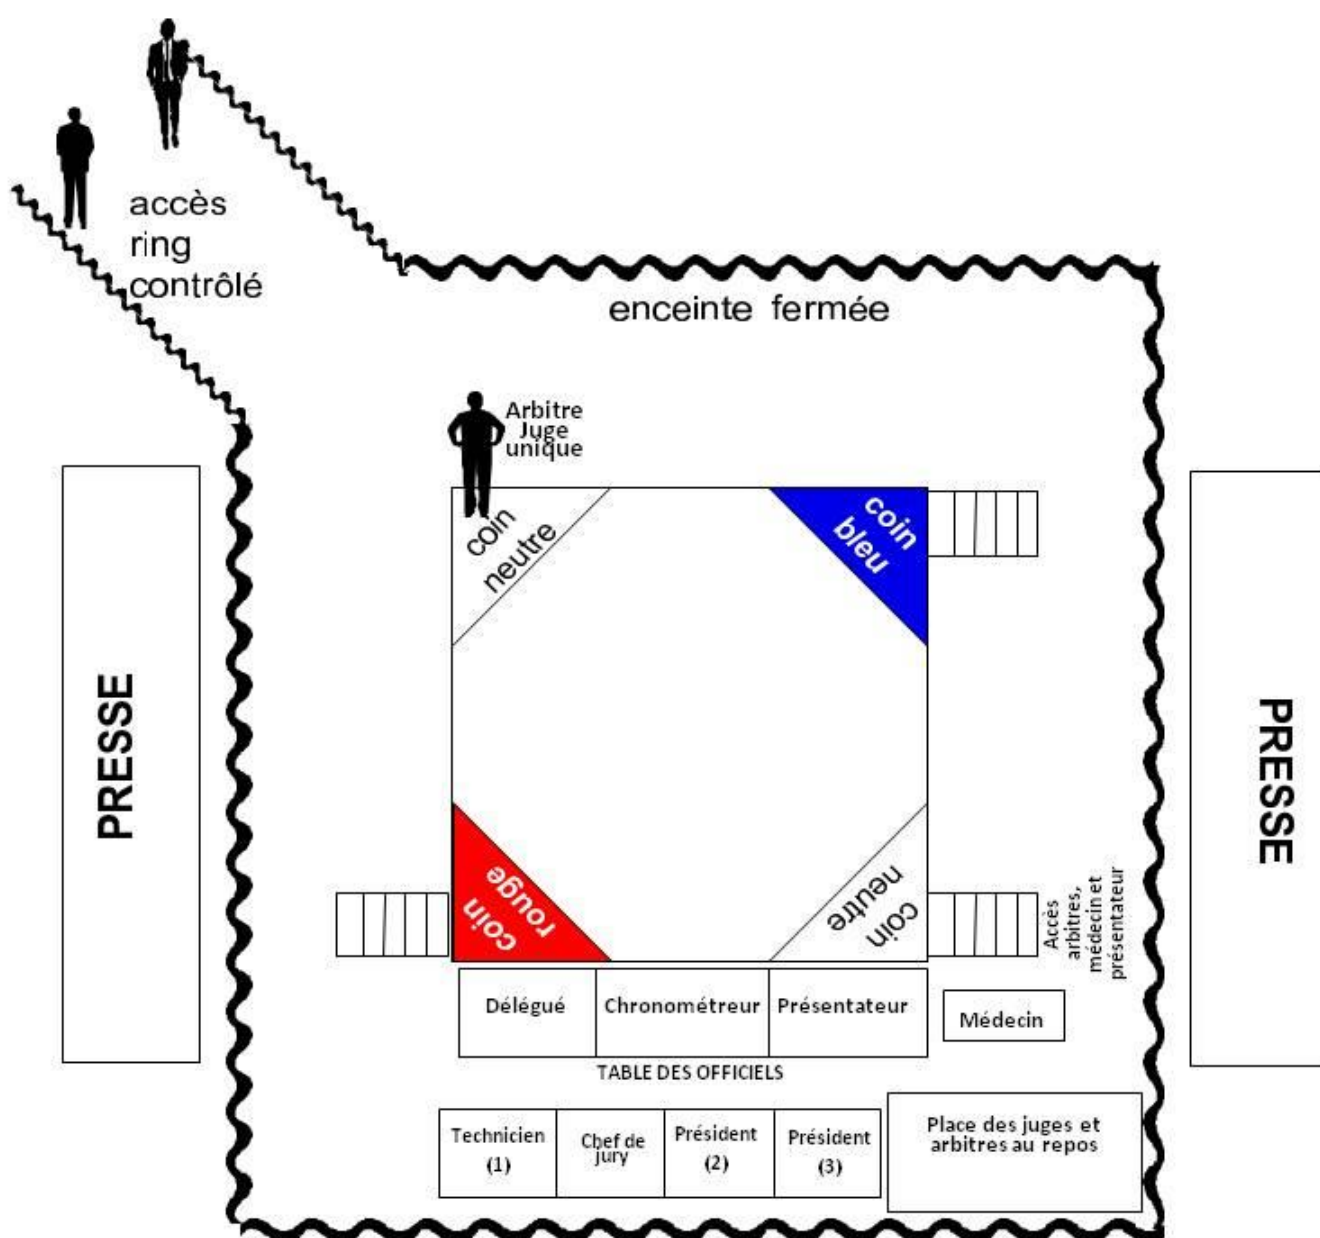 accès
ring
contrôlé
enceinte fermée
Arbitre
Juge
unique
coin
neutre
coin
bleu
PRESSE
PRESSE
coin
rouge
coin
neutre
Accès
arbitres,
médecin et
présentateur
Délégué
Chronométreur
Présentateur
Médecin
TABLE DES OFFICIELS
Technicien
(1)
Chef de
jury
Président
(2)
Président
(3)
Place des juges et
arbitres au repos